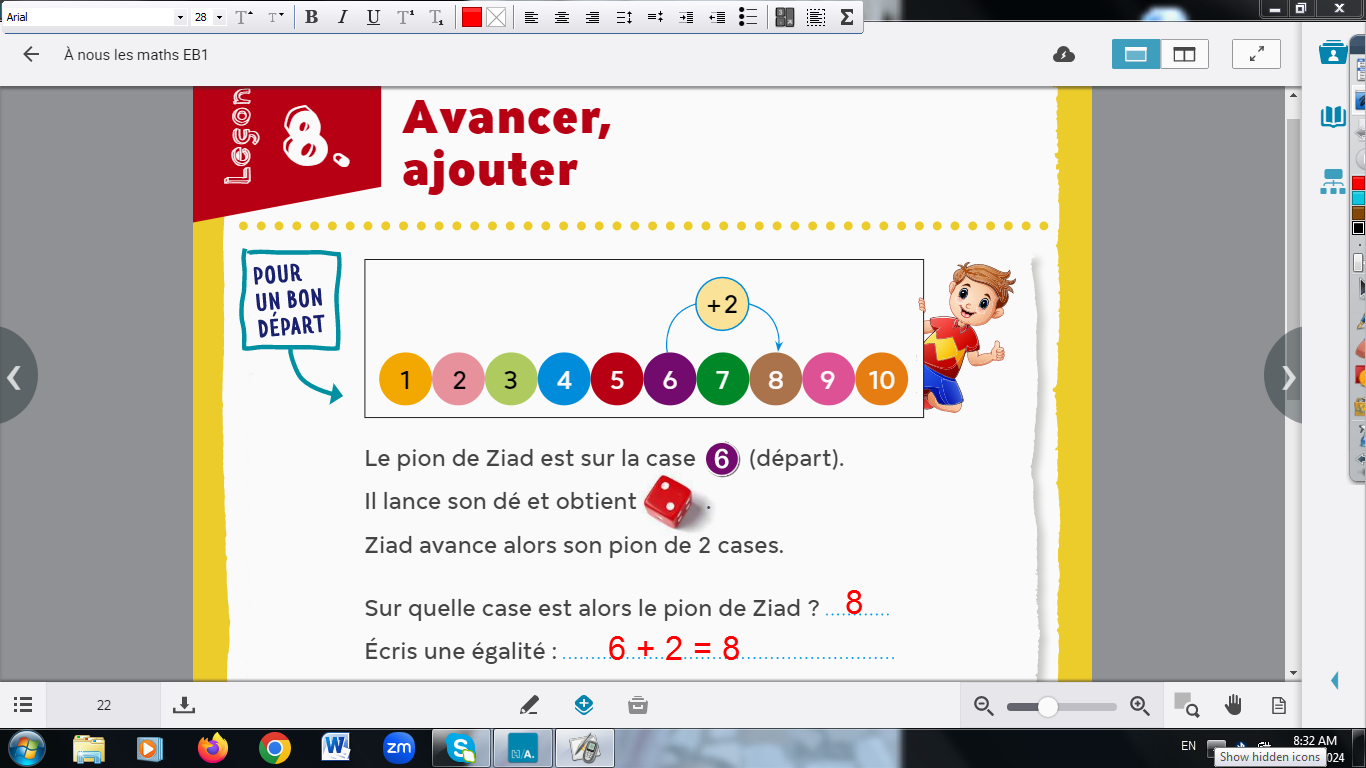 Arial 28 B I U T T Σ
À nous les maths EB1
Leçon 8.
Avancer,
ajouter
POUR
UN BON
DÉPART
+2
1 2 3 4 5 6 7 8 9 10
Le pion de Ziad est sur la case 6 (départ).
Il lance son dé et obtient .
Ziad avance alors son pion de 2 cases.
Sur quelle case est alors le pion de Ziad ? 8
Écris une égalité : 6 + 2 = 8
22
W zm S N/A.
EN 8:32 AM
Show hidden icons 024